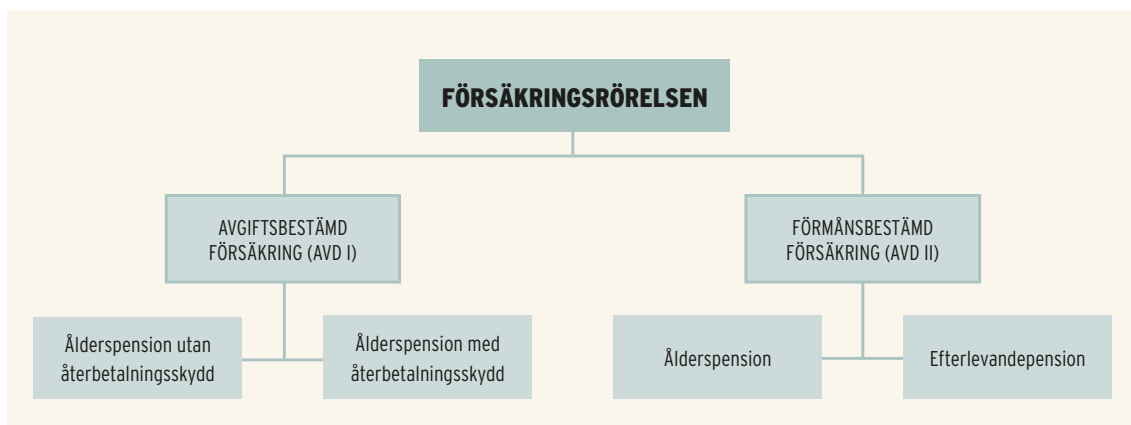 FÖRSÄKRINGSRÖRELSEN
AVGIFTSBESTÄMD
FÖRSÄKRING (AVD I)
FÖRMÅNSBESTÄMD
FÖRSÄKRING (AVD II)
Ålderspension utan
återbetalningsskydd
Ålderspension med
återbetalningsskydd
Ålderspension
Efterlevandepension